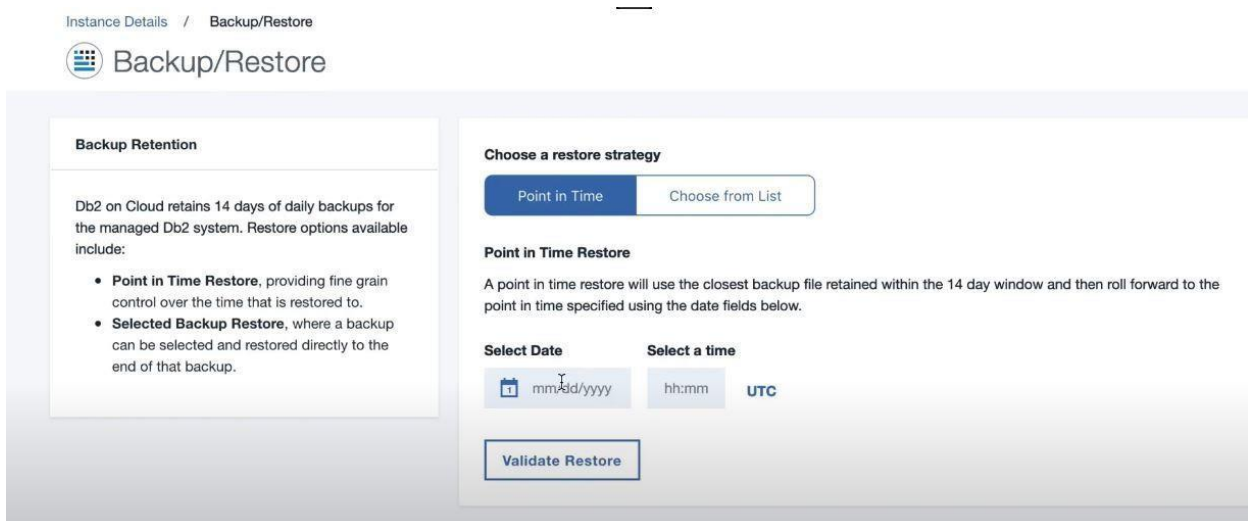 Instance Details / Backup/Restore
Backup/Restore
Backup Retention
Db2 on Cloud retains 14 days of daily backups for
the managed Db2 system. Restore options available
include:
• Point in Time Restore, providing fine grain
control over the time that is restored to.
• Selected Backup Restore, where a backup
can be selected and restored directly to the
end of that backup.
Choose a restore strategy
Point in Time Choose from List
Point in Time Restore
A point in time restore will use the closest backup file retained within the 14 day window and then roll forward to the
point in time specified using the date fields below.
Select Date Select a time
1 mm/dd/yyyy hh:mm UTC
Validate Restore